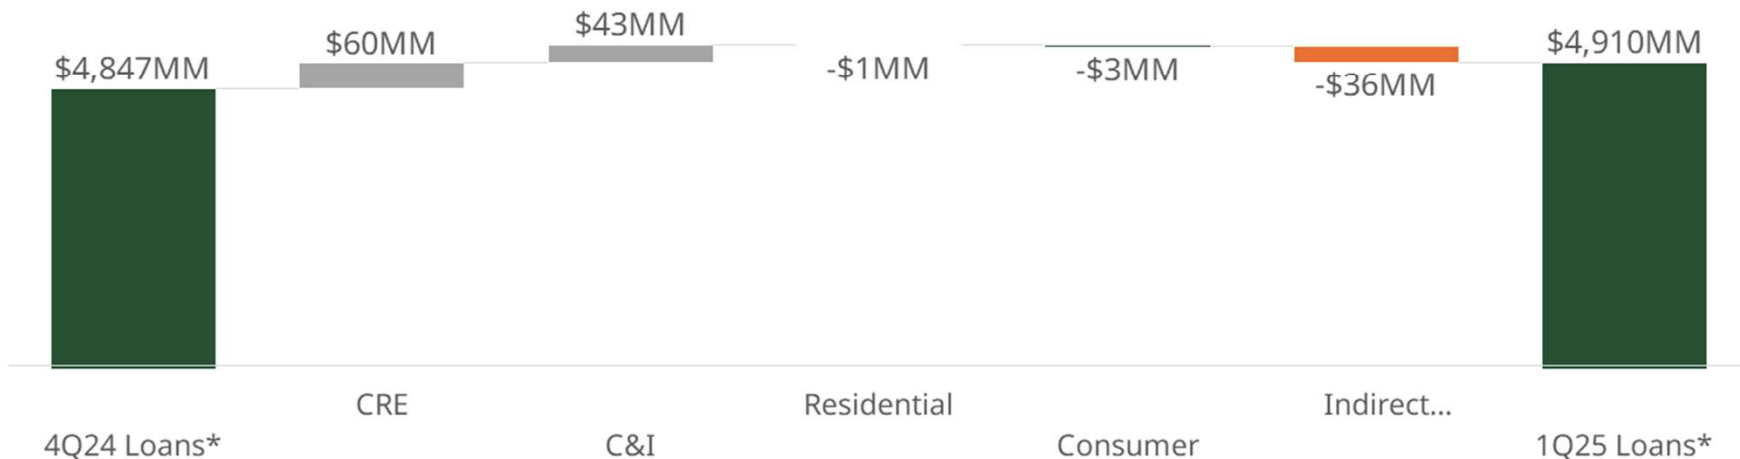 $4,847MM
$60MM
$43MM
-$1MM
-$3MM
-$36MM
$4,910MM
4Q24 Loans*
CRE
C&I
Residential
Consumer
Indirect...
1Q25 Loans*